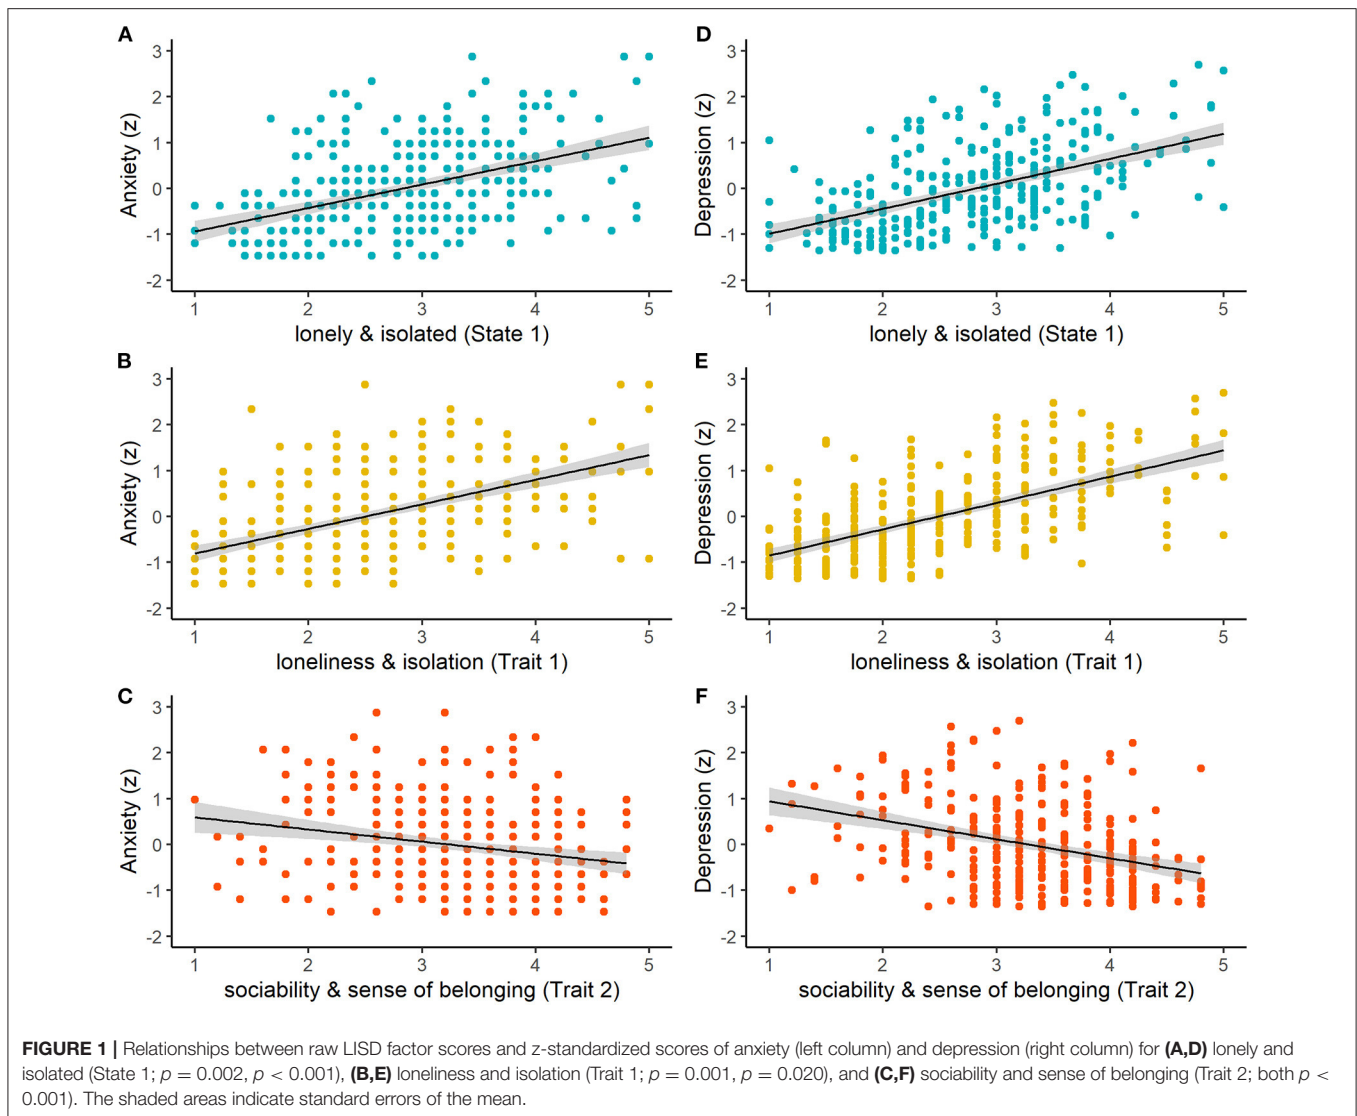 A
3
2
1
0
-1
-2
Anxiety (z)
1 2 3 4 5
lonely & isolated (State 1)
D
3
2
1
0
-1
-2
Depression (z)
1 2 3 4 5
lonely & isolated (State 1)
B
3
2
1
0
-1
-2
Anxiety (z)
1 2 3 4 5
loneliness & isolation (Trait 1)
E
3
2
1
0
-1
-2
Depression (z)
1 2 3 4 5
loneliness & isolation (Trait 1)
C
3
2
1
0
-1
-2
Anxiety (z)
1 2 3 4 5
sociability & sense of belonging (Trait 2)
F
3
2
1
0
-1
-2
Depression (z)
1 2 3 4 5
sociability & sense of belonging (Trait 2)
FIGURE 1 | Relationships between raw LISD factor scores and z-standardized scores of anxiety (left column) and depression (right column) for (A,D) lonely and
isolated (State 1; p = 0.002, p < 0.001), (B,E) loneliness and isolation (Trait 1; p = 0.001, p = 0.020), and (C,F) sociability and sense of belonging (Trait 2; both p <
0.001). The shaded areas indicate standard errors of the mean.